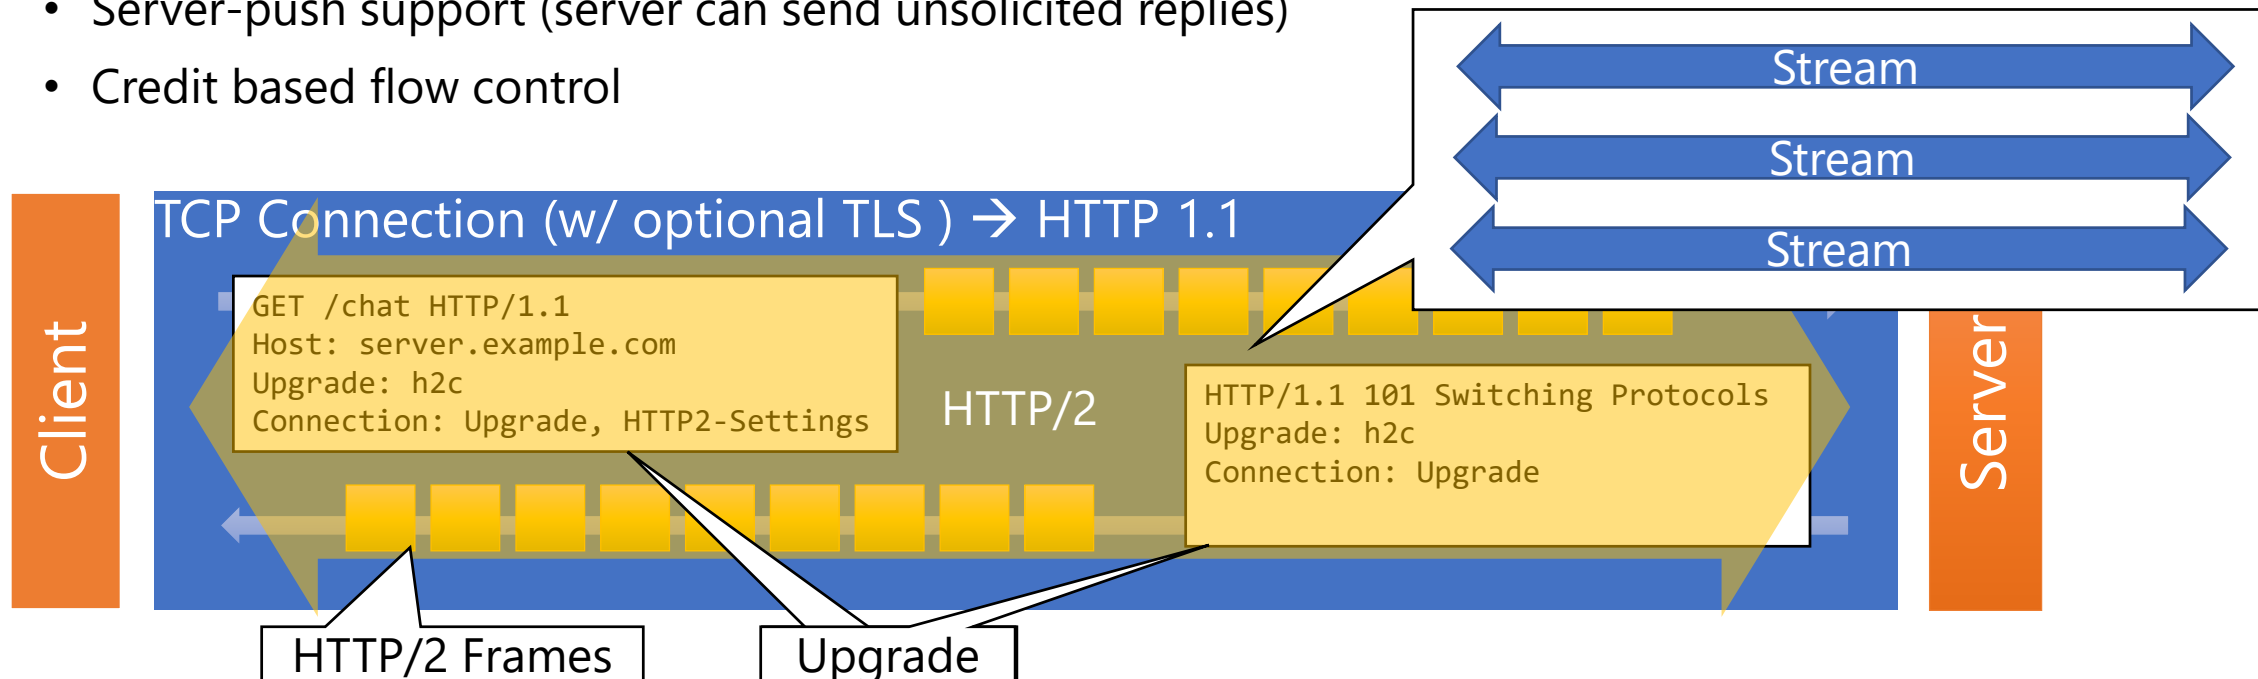 • Server-push support (server can send unsolicited replies)
• Credit based flow control
Stream
Stream
Stream
TCP Connection (w/ optional TLS ) → HTTP 1.1
Client
GET /chat HTTP/1.1
Host: server.example.com
Upgrade: h2c
Connection: Upgrade, HTTP2-Settings
HTTP/2
HTTP/1.1 101 Switching Protocols
Upgrade: h2c
Connection: Upgrade
Server
HTTP/2 Frames
Upgrade